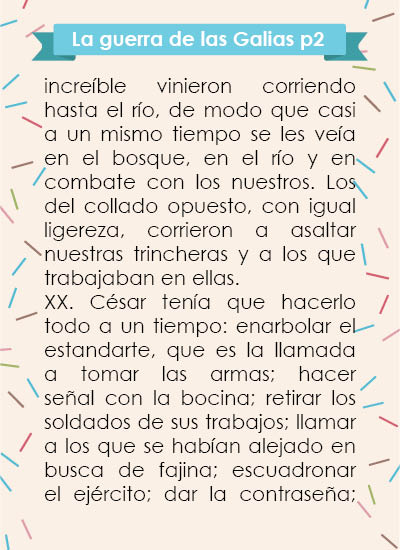 La guerra de las Galias p2
increíble vinieron corriendo
hasta el río, de modo que casi
a un mismo tiempo se les veía
en el bosque, en el río y en
combate con los nuestros. Los
del collado opuesto, con igual
ligereza, corrieron a asaltar
nuestras trincheras y a los que
trabajaban en ellas.
XX. César tenía que hacerlo
todo a un tiempo: enarbolar el
estandarte, que es la llamada
a tomar las armas; hacer
señal con la bocina; retirar los
soldados de sus trabajos; llamar
a los que se habían alejado en
busca de fajina; escuadronar
el ejército; dar la contraseña;